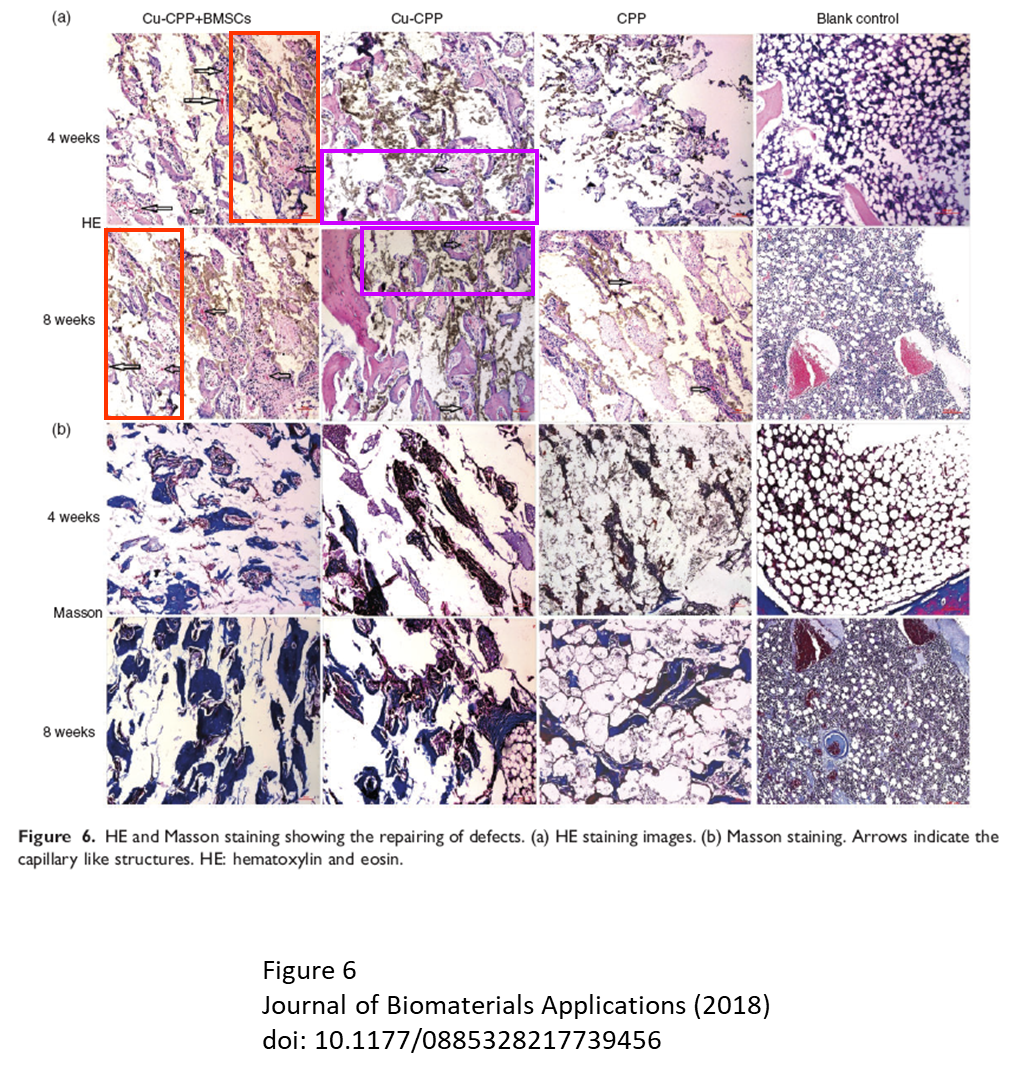 (a)
Cu-CPP+BMSCs Cu-CPP CPP Blank control
4 weeks
HE
8 weeks
(b)
4 weeks
Masson
8 weeks
Figure 6. HE and Masson staining showing the repairing of defects. (a) HE staining images. (b) Masson staining. Arrows indicate the
capillary like structures. HE: hematoxylin and eosin.
Figure 6
Journal of Biomaterials Applications (2018)
doi: 10.1177/0885328217739456